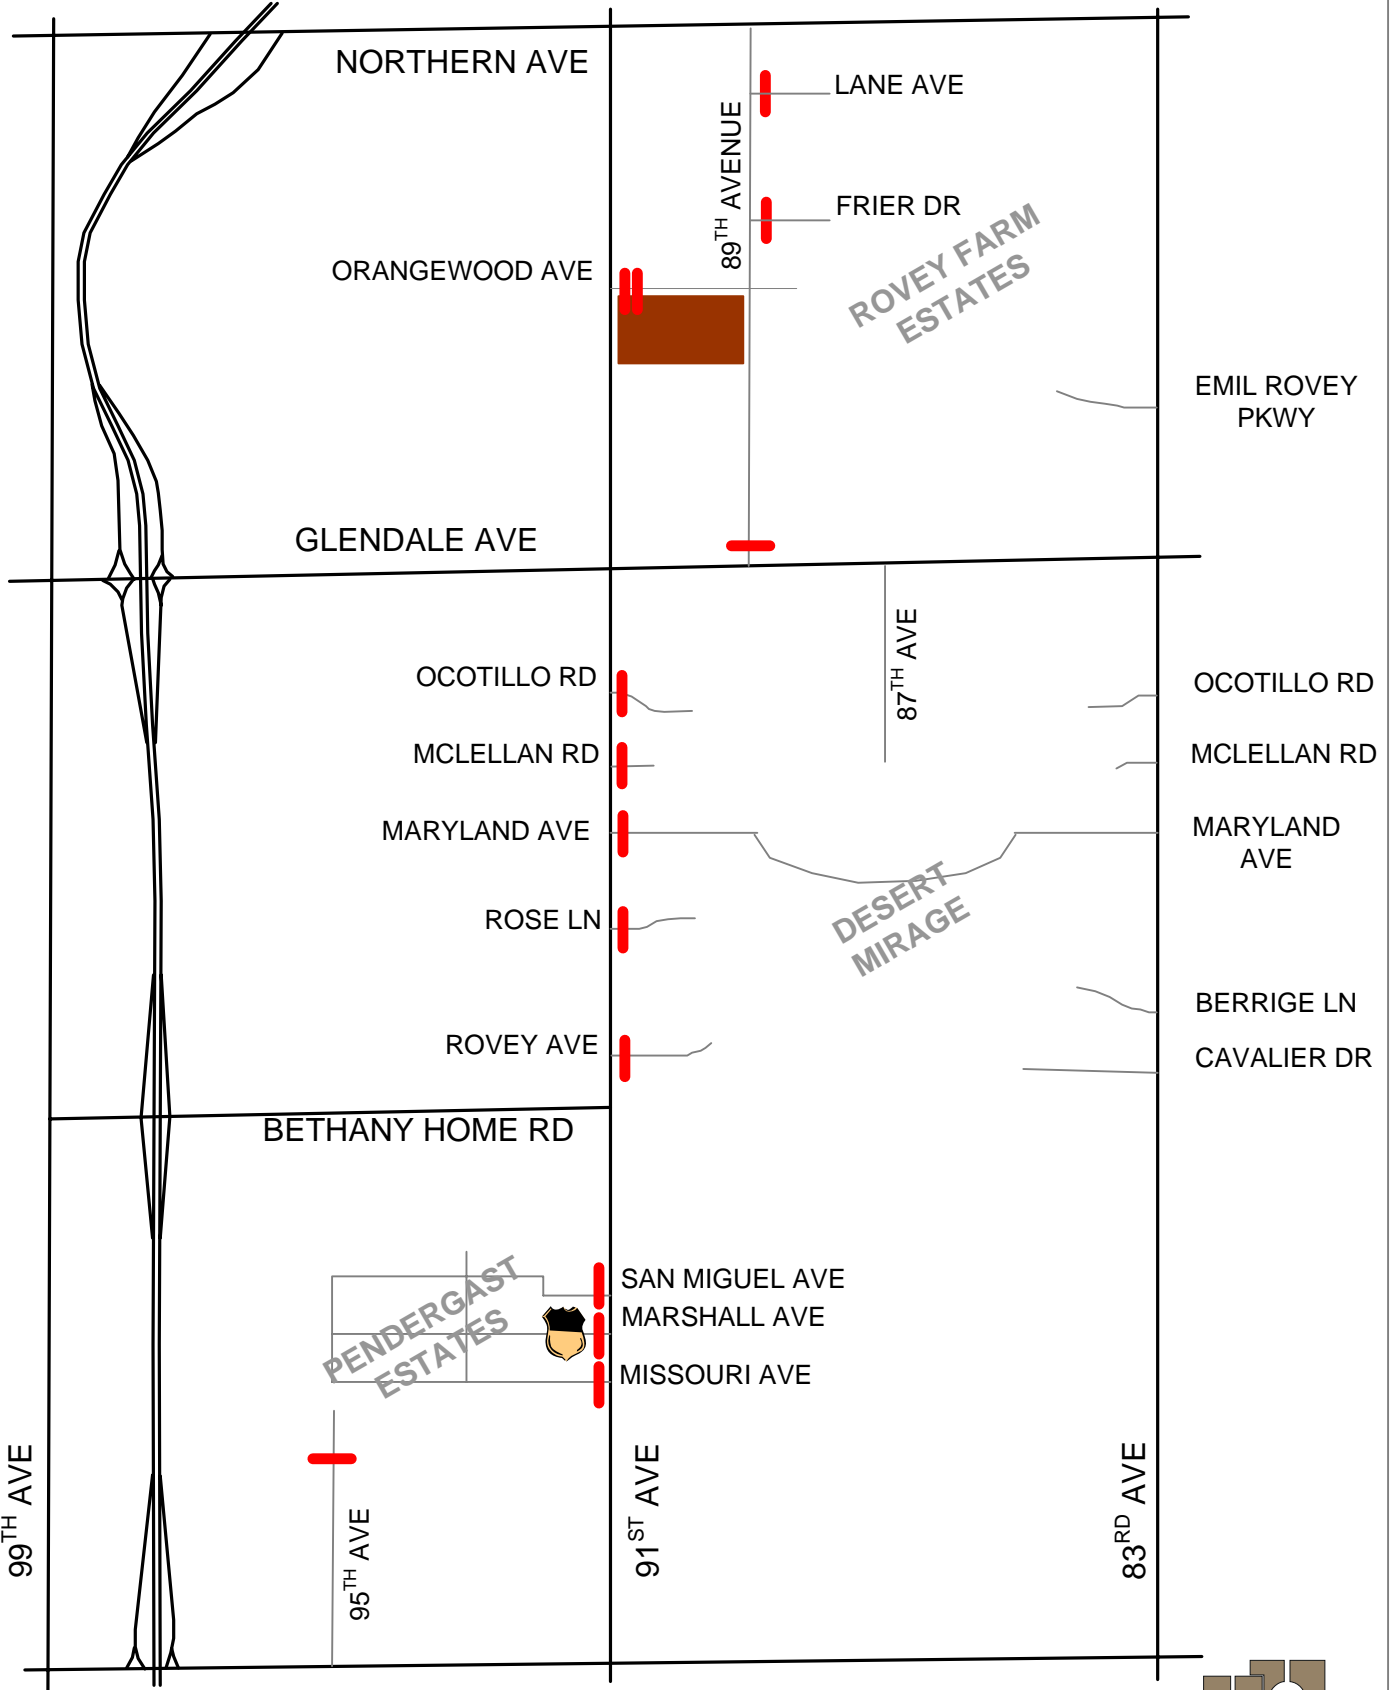 NORTHERN AVE
LANE AVE
89TH AVENUE
FRIER DR
ORANGEWOOD AVE
ROVEY FARM
ESTATES
EMIL ROVEY
PKWY
GLENDALE AVE
87TH AVE
OCOTILLO RD
OCOTILLO RD
MCLELLAN RD
MCLELLAN RD
MARYLAND AVE
MARYLAND
AVE
DESERT
MIRAGE
ROSE LN
BERRIGE LN
ROVEY AVE
CAVALIER DR
BETHANY HOME RD
PENDERGAST
ESTATES
SAN MIGUEL AVE
MARSHALL AVE
MISSOURI AVE
99TH AVE
95TH AVE
91ST AVE
83RD AVE